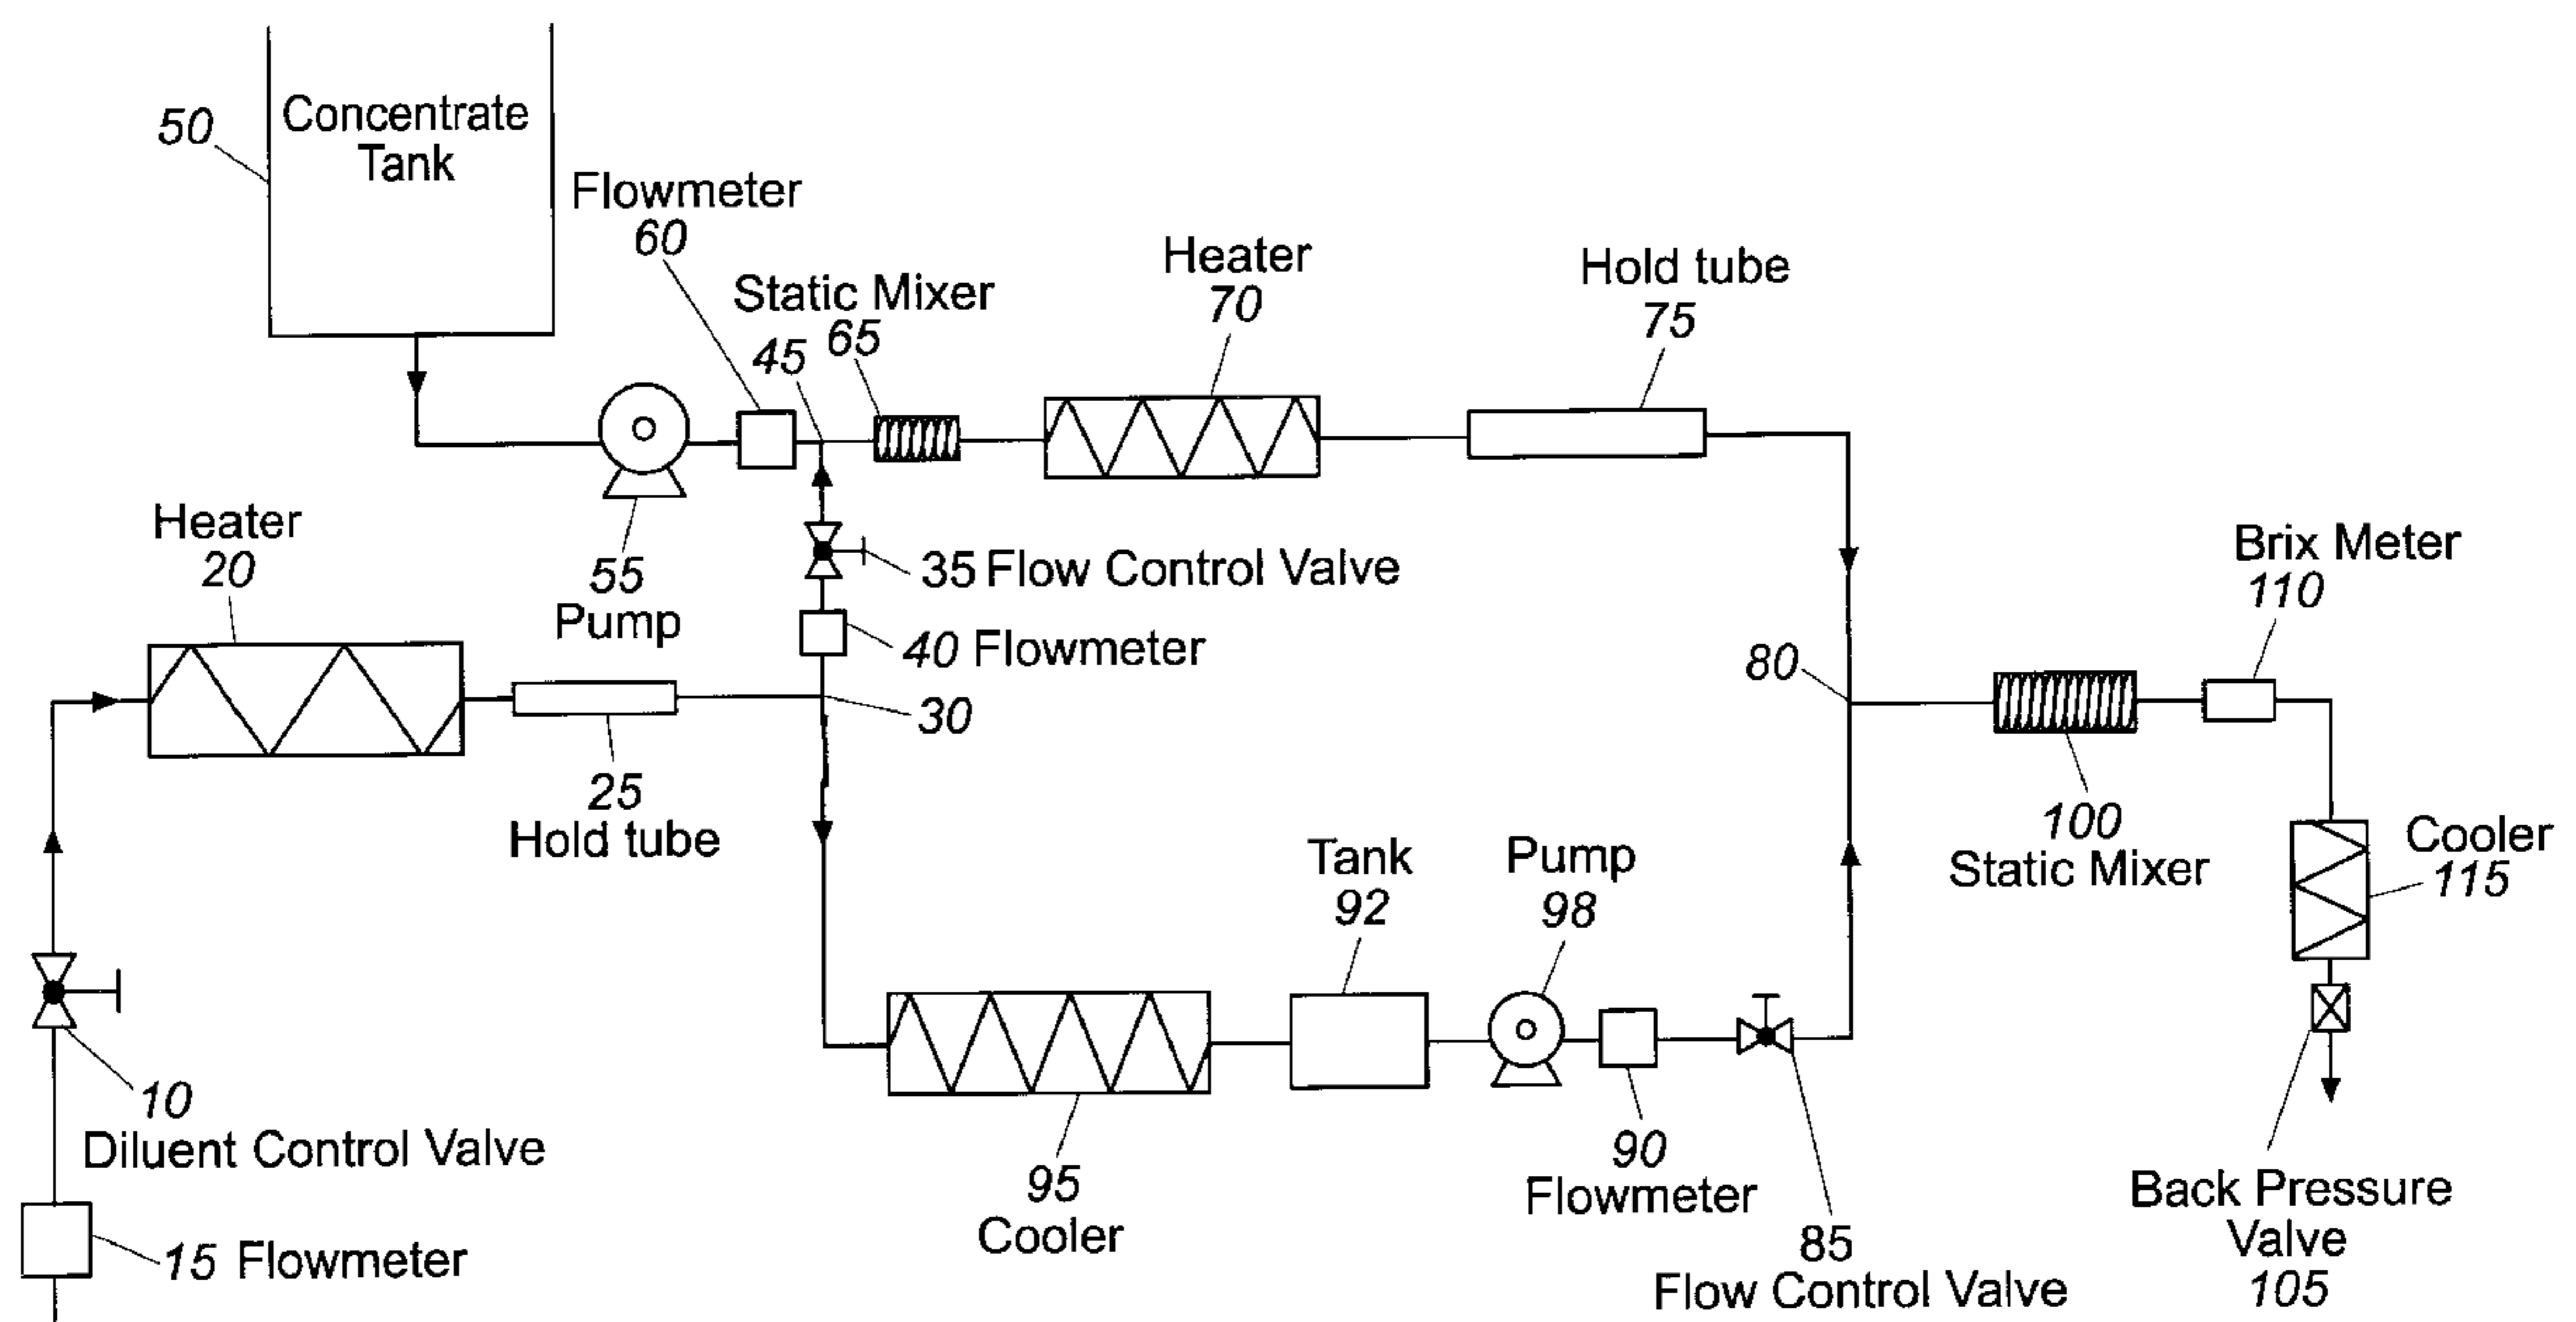 50
Concentrate
Tank
Flowmeter
60
Static Mixer
45
65
Heater
70
Hold tube
75
Heater
20
55
Pump
35 Flow Control Valve
40 Flowmeter
30
25
Hold tube
80
Brix Meter
110
100
Static Mixer
Cooler
115
Tank
92
Pump
98
10
Diluent Control Valve
15 Flowmeter
95
Cooler
90
Flowmeter
85
Flow Control Valve
Back Pressure
Valve
105